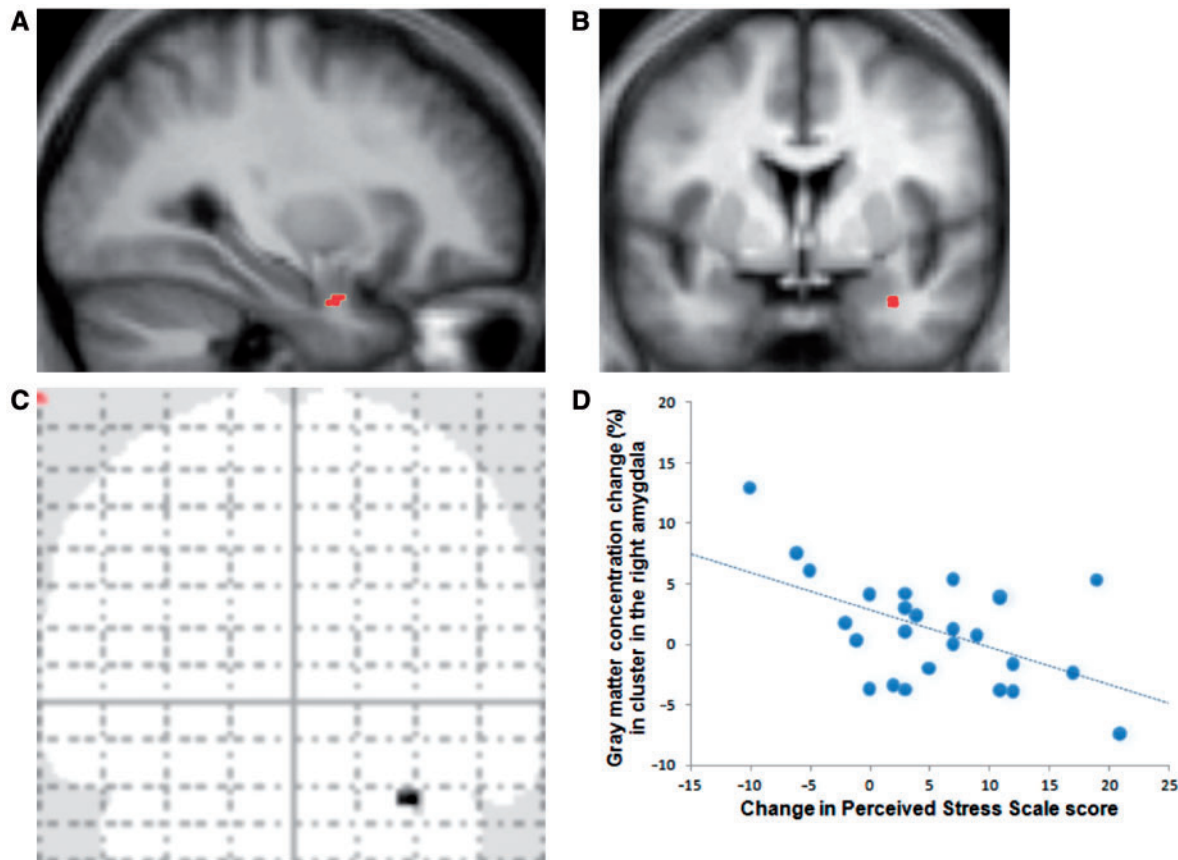 A
B
C
D
Gray matter concentration change (%)
in cluster in the right amygdala
20
15
10
5
0
-5
-10
-15 -10 -5 0 5 10 15 20 25
Change in Perceived Stress Scale score